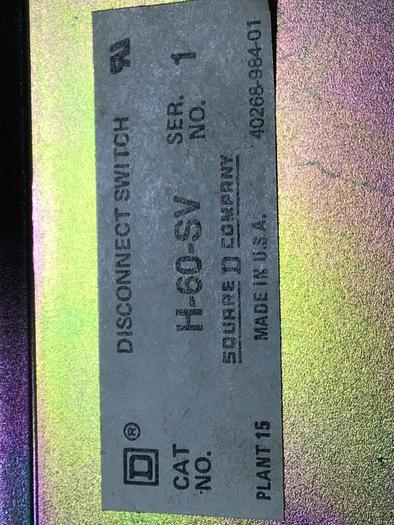 D® DISCONNECT SWITCH
CAT NO. H-60-SV SER. NO. 1
SQUARE D COMPANY
PLANT 15 MADE IN U.S.A. 40268-984-01